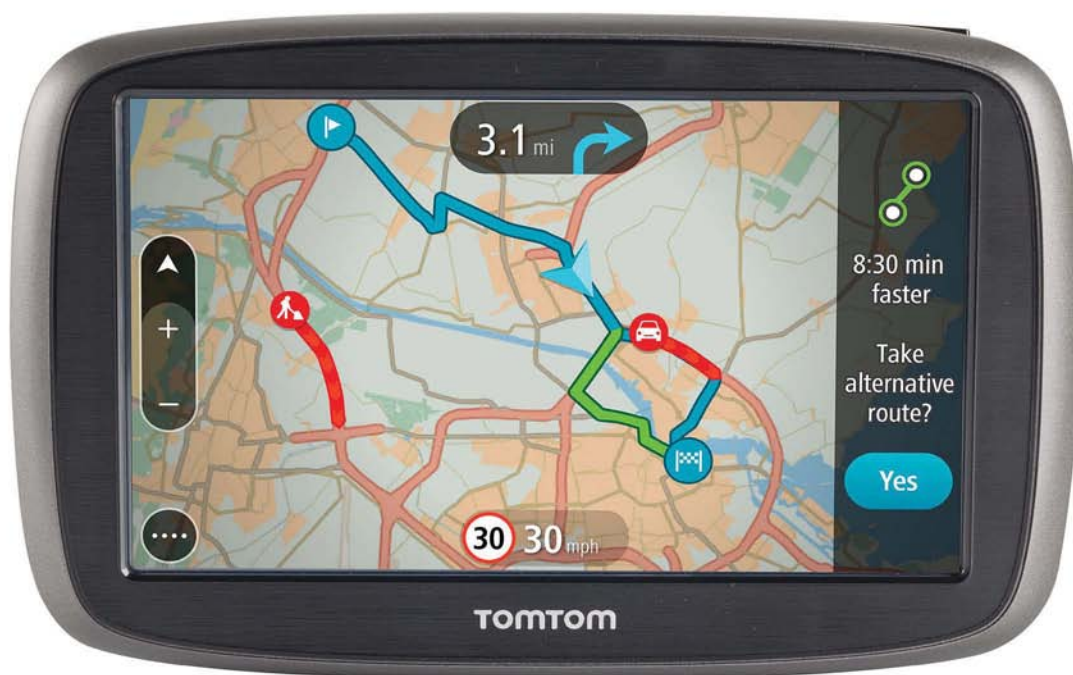 3.1 mi
8:30 min
faster
Take
alternative
route?
Yes
30 30 mph
TOMTOM